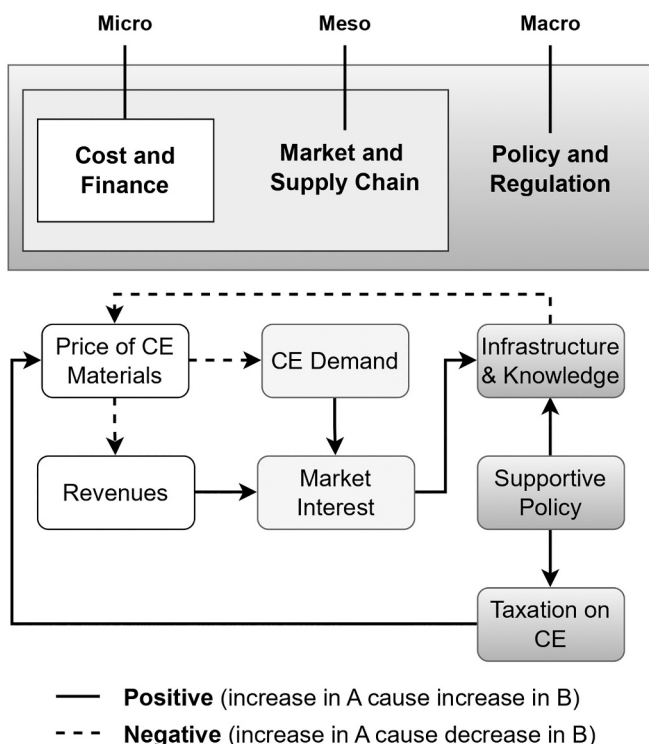 Micro
Meso
Macro
Cost and
Finance
Market and
Supply Chain
Policy and
Regulation
Price of CE
Materials
CE Demand
Infrastructure
& Knowledge
Revenues
Market
Interest
Supportive
Policy
Taxation on
CE
Positive (increase in A cause increase in B)
Negative (increase in A cause decrease in B)